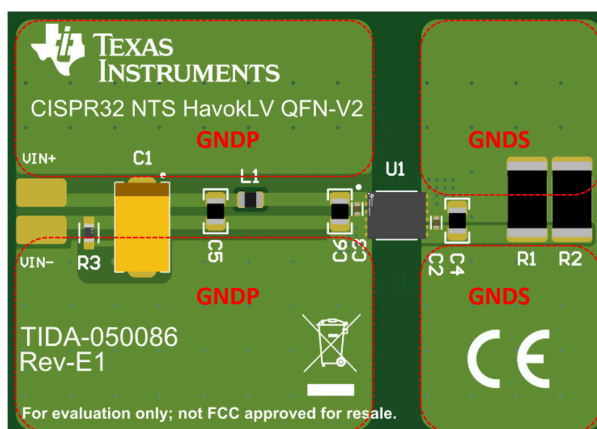 TEXAS
INSTRUMENTS
CISPR32 NTS HavokLV QFN-V2
GNDP
GNDS
VIN+
C1
L1
U1
C5
C6
C3
C2
C4
R1
R2
R3
VIN-
GNDP
GNDS
TIDA-050086
Rev-E1
CE
For evaluation only; not FCC approved for resale.